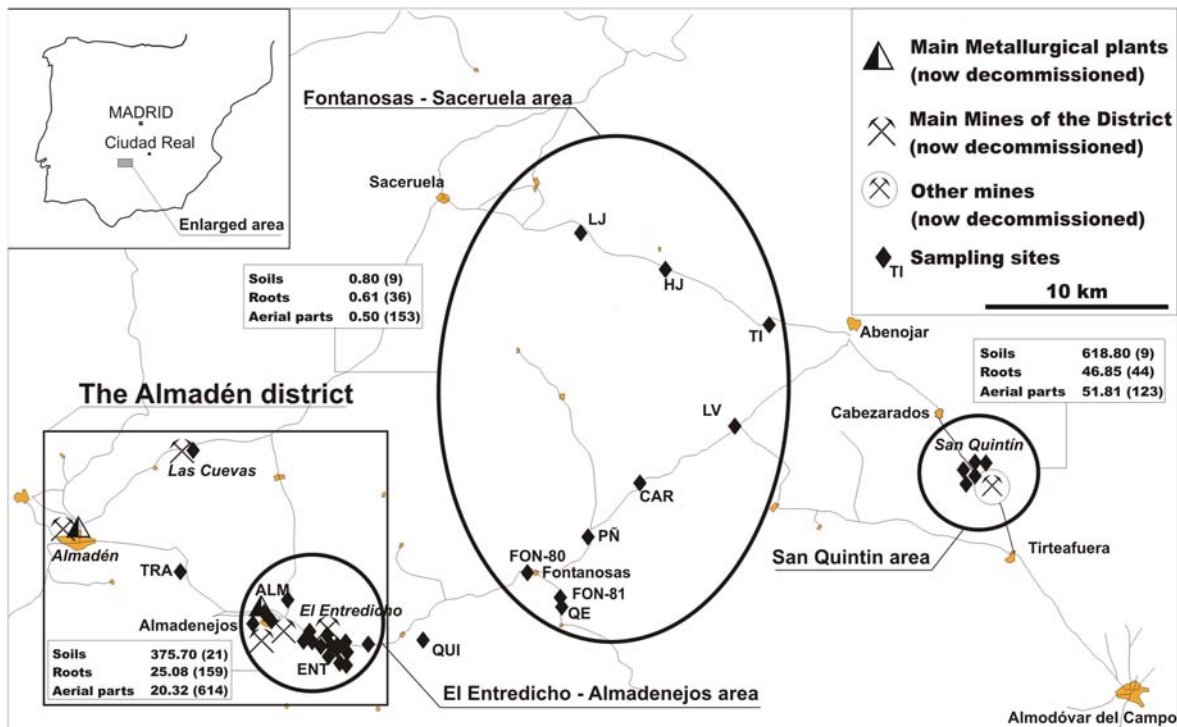 MADRID
Ciudad Real
Enlarged area
Fontanosas - Saceruela area
Main Metallurgical plants
(now decommissioned)
Main Mines of the District
(now decommissioned)
Other mines
(now decommissioned)
TI Sampling sites
10 km
Saceruela
LJ
HJ
TI
Abenojar
Soils 0.80 (9)
Roots 0.61 (36)
Aerial parts 0.50 (153)
Soils 618.80 (9)
Roots 46.85 (44)
Aerial parts 51.81 (123)
The Almadén district
LV
Cabezarados
San Quintín
Las Cuevas
CAR
Almadén
PÑ
San Quintin area
Tirteafuera
TRA
FON-80
Fontanosas
FON-81
QE
ALM
El Entredicho
Almadenejos
QUI
ENT
Soils 375.70 (21)
Roots 25.08 (159)
Aerial parts 20.32 (614)
El Entredicho - Almadenejos area
Almodóvar del Campo